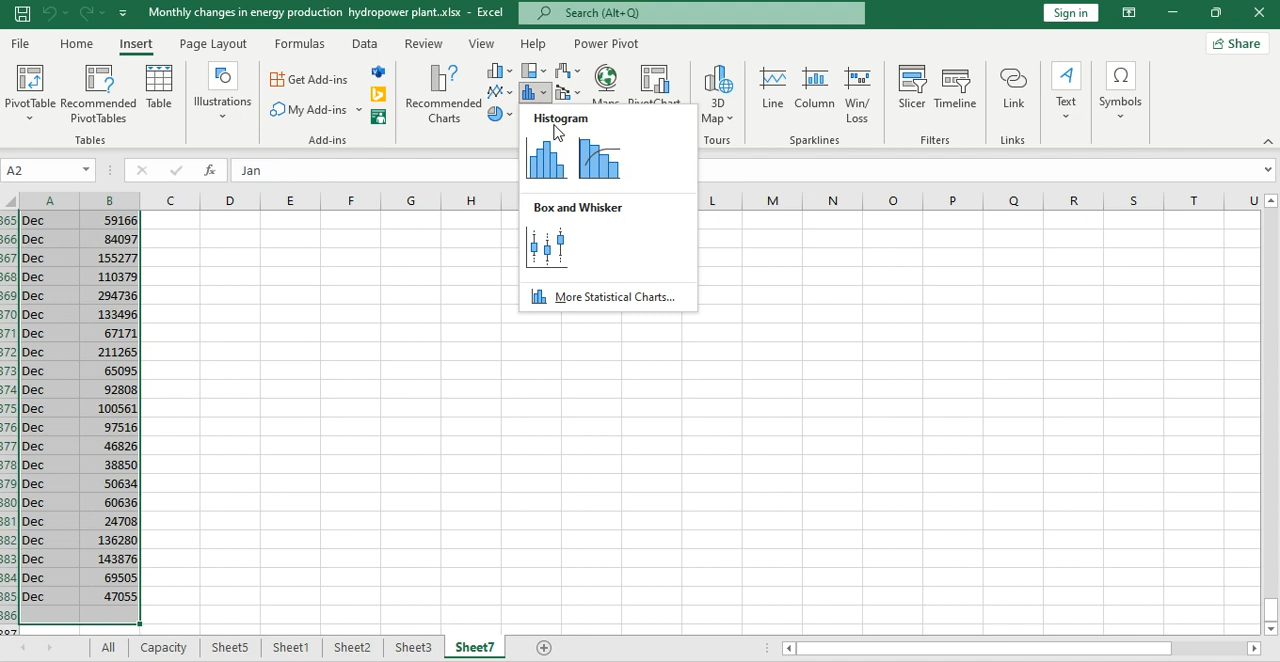 Monthly changes in energy production hydropower plant..xlsx - Excel
Search (Alt+Q)
Sign in
File Home Insert Page Layout Formulas Data Review View Help Power Pivot
Share
PivotTable
Recommended PivotTables
Table
Tables
Illustrations
Get Add-ins
My Add-ins
Add-ins
Recommended Charts
Maps
PivotChart
3D Map
Tours
Line
Column
Win/ Loss
Sparklines
Slicer
Timeline
Filters
Link
Links
Text
Symbols
Histogram
Box and Whisker
More Statistical Charts...
A2
fx
Jan
A B C D E F G H L M N O P Q R S T U
365 Dec 59166
366 Dec 84097
367 Dec 155277
368 Dec 110379
369 Dec 294736
370 Dec 133496
371 Dec 67171
372 Dec 211265
373 Dec 65095
374 Dec 92808
375 Dec 100561
376 Dec 97516
377 Dec 46826
378 Dec 38850
379 Dec 50634
380 Dec 60636
381 Dec 24708
382 Dec 136280
383 Dec 143876
384 Dec 69505
385 Dec 47055
386
387
All Capacity Sheet5 Sheet1 Sheet2 Sheet3 Sheet7